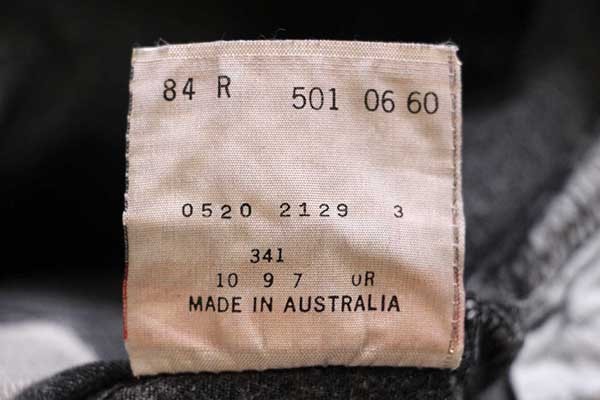 84 R 501 06 60
0520 2129 3
341
10 9 7 UR
MADE IN AUSTRALIA